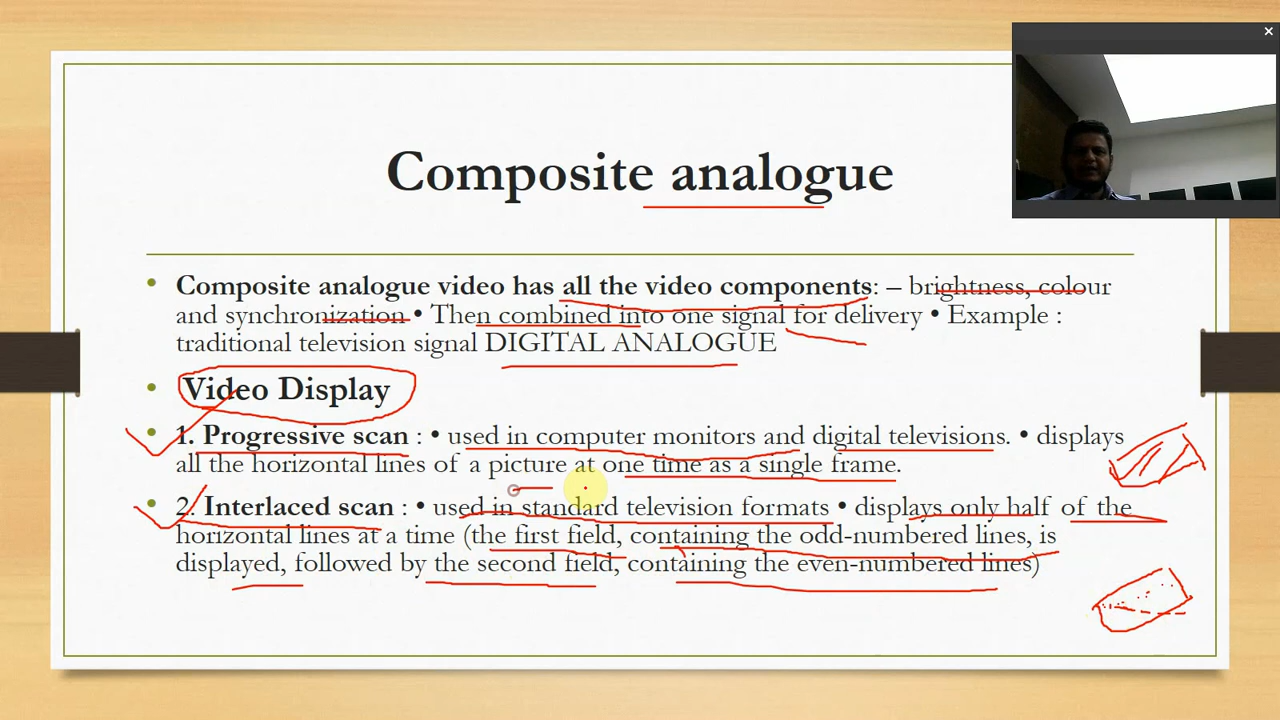 Composite analogue
• Composite analogue video has all the video components: – brightness, colour
and synchronization • Then combined into one signal for delivery • Example :
traditional television signal DIGITAL ANALOGUE
• Video Display
• 1. Progressive scan : • used in computer monitors and digital televisions. • displays
all the horizontal lines of a picture at one time as a single frame.
• 2. Interlaced scan : • used in standard television formats • displays only half of the
horizontal lines at a time (the first field, containing the odd-numbered lines, is
displayed, followed by the second field, containing the even-numbered lines)